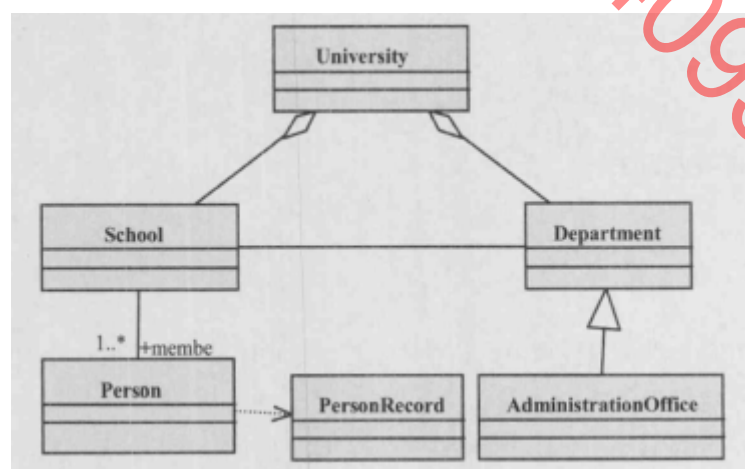 University
School
Department
1..* +membe
Person
PersonRecord
AdministrationOffice